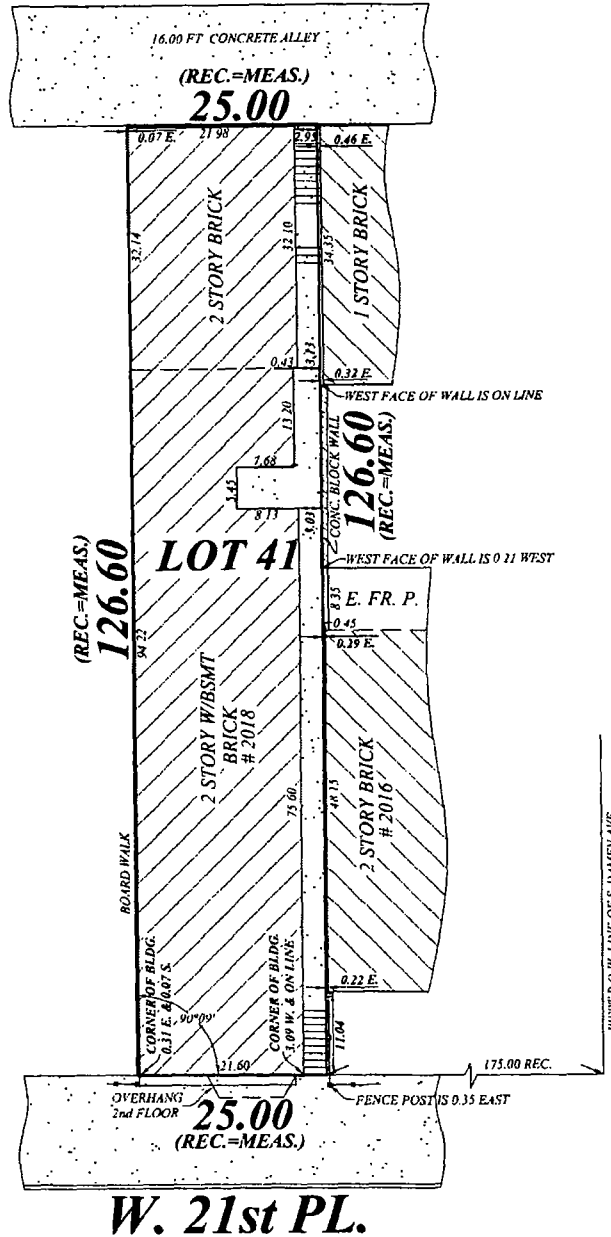 16.00 FT CONCRETE ALLEY
(REC.=MEAS.)
25.00
0.07 E.
21.98
2.95
0.46 E.
32.14
2 STORY BRICK
32.10
34.35
1 STORY BRICK
0.43
3.23
0.32 E.
WEST FACE OF WALL IS ON LINE
13.20
7.68
5.45
8.13
3.03
CONC. BLOCK WALL
126.60
(REC.=MEAS.)
LOT 41
WEST FACE OF WALL IS 0.21 WEST
(REC.=MEAS.)
126.60
8.35
E. FR. P.
0.45
0.29 E.
94.22
2 STORY W/BSMT
BRICK
# 2018
75.60
48.15
2 STORY BRICK
# 2016
BOARD WALK
CORNER OF BLDG.
0.31 E. & 0.07 S.
90°09'
CORNER OF BLDG.
3.09 W. & ON LINE
0.22 E.
11.04
21.60
175.00 REC.
OVERHANG
2nd FLOOR
25.00
(REC.=MEAS.)
FENCE POST IS 0.35 EAST
W. 21st PL.